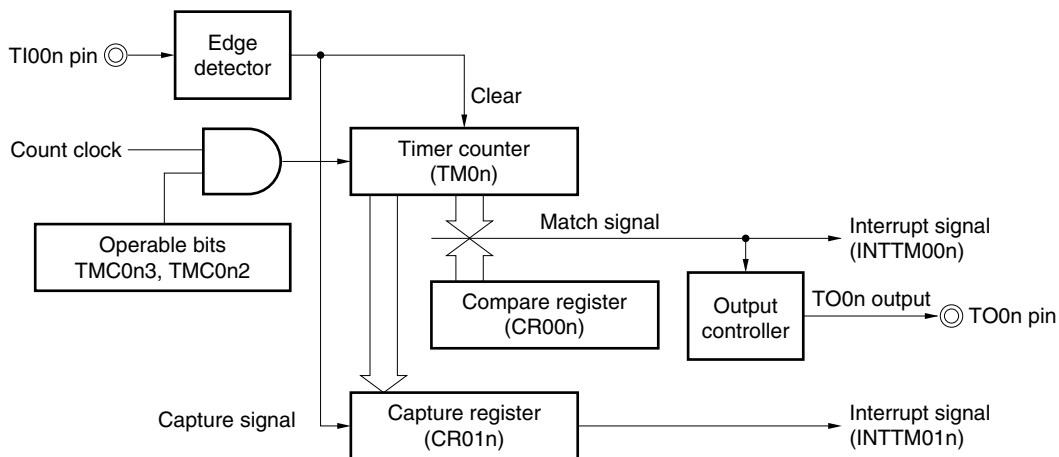 TI00n pin
Edge
detector
Clear
Count clock
Timer counter
(TM0n)
Operable bits
TMC0n3, TMC0n2
Match signal
Interrupt signal
(INTTM00n)
Compare register
(CR00n)
Output
controller
TO0n output
TO0n pin
Capture signal
Capture register
(CR01n)
Interrupt signal
(INTTM01n)